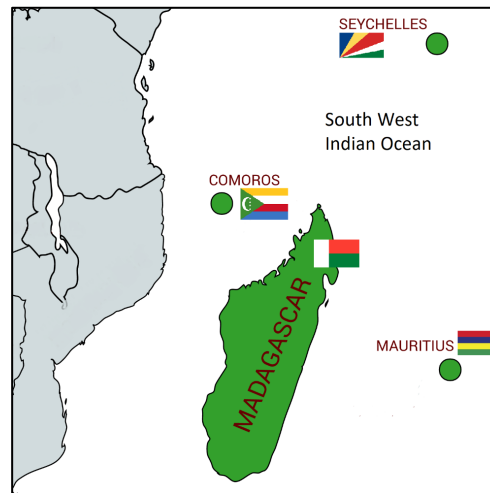 SEYCHELLES
South West
Indian Ocean
COMOROS
MADAGASCAR
MAURITIUS